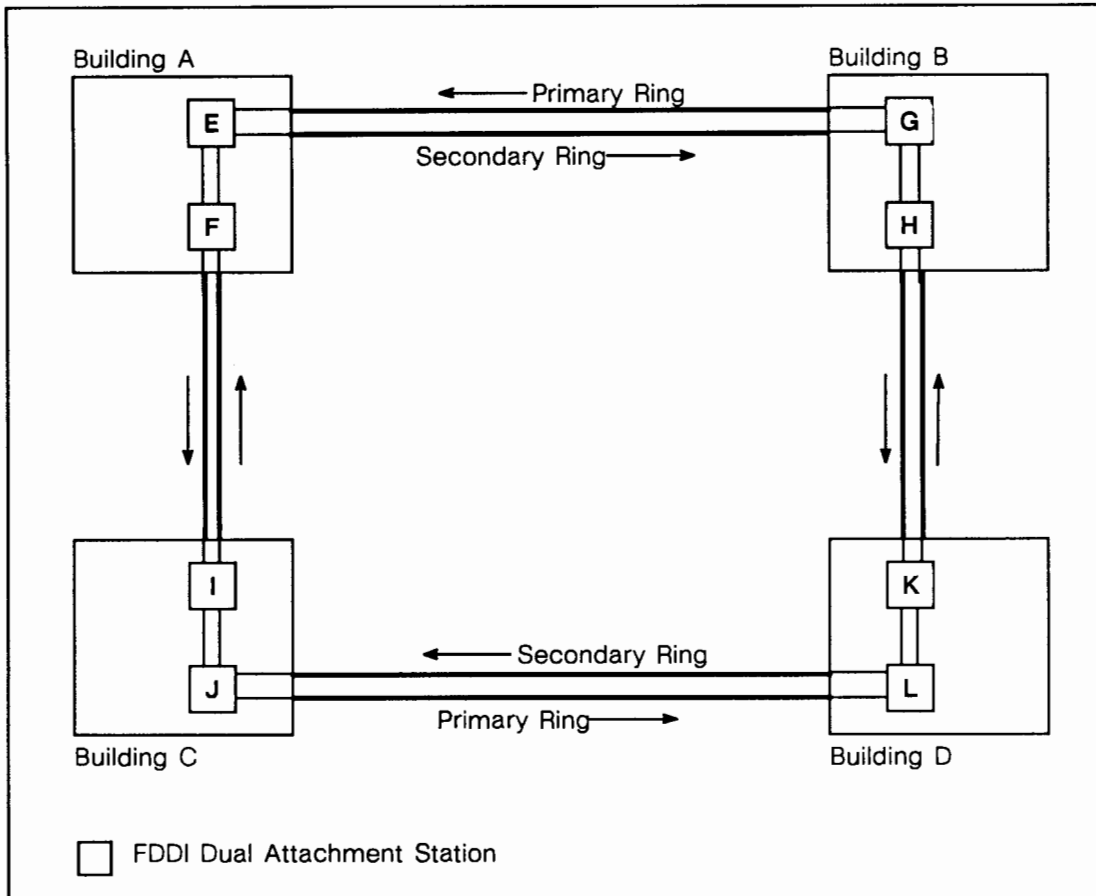 Building A
Building B
Primary Ring
E
G
Secondary Ring
F
H
I
K
Secondary Ring
J
L
Primary Ring
Building C
Building D
FDDI Dual Attachment Station